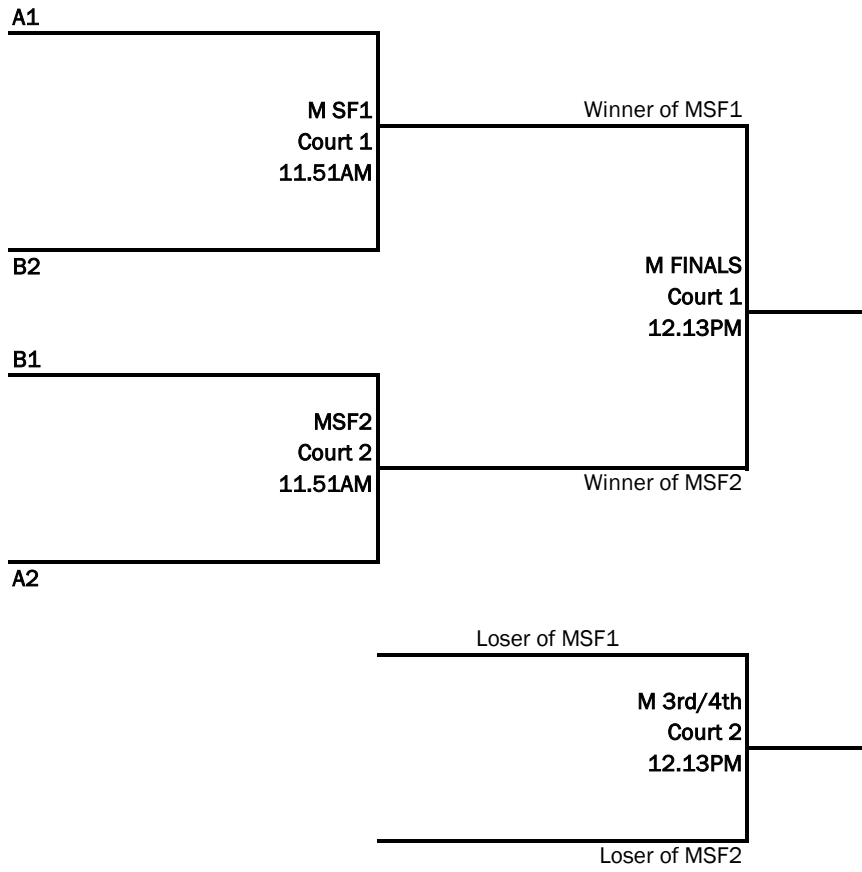 A1
M SF1
Court 1
11.51AM
Winner of MSF1
B2
M FINALS
Court 1
12.13PM
B1
MSF2
Court 2
11.51AM
Winner of MSF2
A2
Loser of MSF1
M 3rd/4th
Court 2
12.13PM
Loser of MSF2